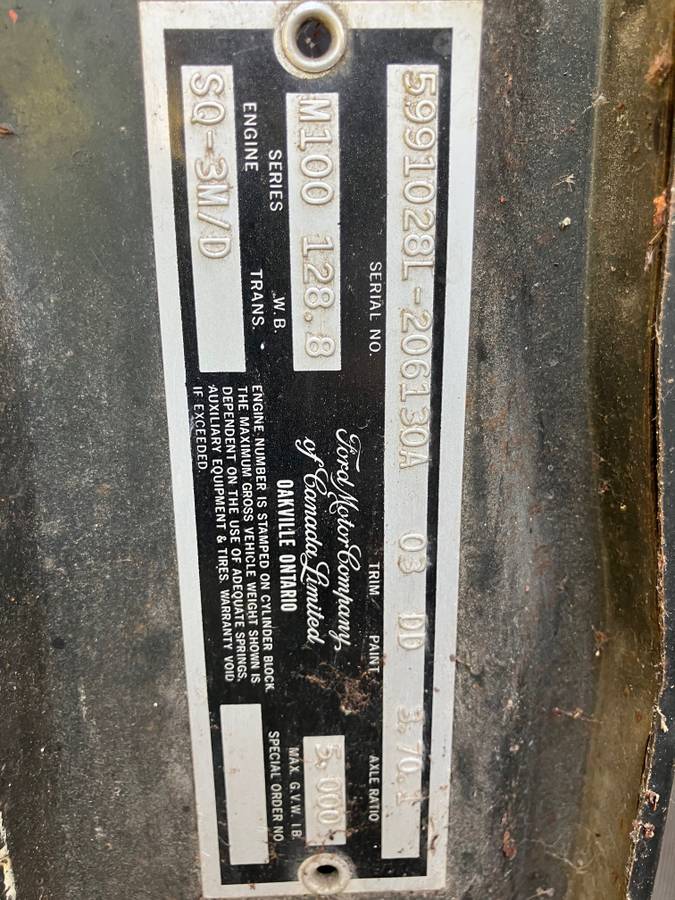 5991028L-206130A 03 DD 3.70.1
SERIAL NO. TRIM PAINT AXLE RATIO
M100 128.8
SERIES W.B.
Ford Motor Company
of Canada Limited
OAKVILLE ONTARIO
5,000
MAX. G.V.W. LB.
ENGINE TRANS.
SQ-3M/D
ENGINE NUMBER IS STAMPED ON CYLINDER BLOCK
THE MAXIMUM GROSS VEHICLE WEIGHT SHOWN IS
DEPENDENT ON THE USE OF ADEQUATE SPRINGS,
AUXILIARY EQUIPMENT & TIRES. WARRANTY VOID
IF EXCEEDED.
SPECIAL ORDER NO.